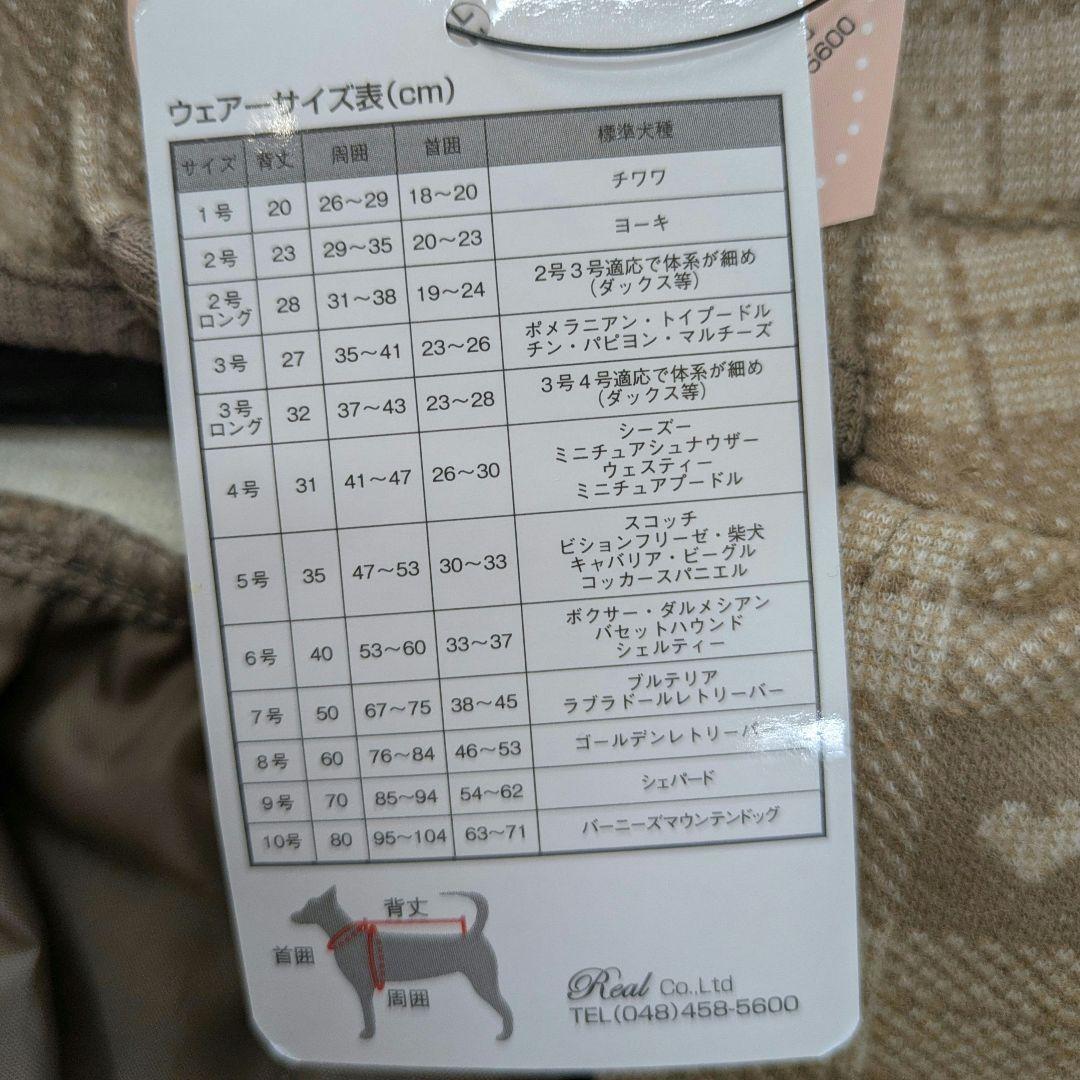 5600
ウェアーサイズ表(cm)
サイズ 背丈 周囲 首囲 標準犬種
1号 20 26～29 18～20 チワワ
2号 23 29～35 20～23 ヨーキ
2号ロング 28 31～38 19～24 2号3号適応で体系が細め
(ダックス等)
3号 27 35～41 23～26 ポメラニアン・トイプードル
チン・パピヨン・マルチーズ
3号ロング 32 37～43 23～28 3号4号適応で体系が細め
(ダックス等)
4号 31 41～47 26～30 シーズー
ミニチュアシュナウザー
ウェスティー
ミニチュアプードル
5号 35 47～53 30～33 スコッチ
ビションフリーゼ・柴犬
キャバリア・ビーグル
コッカースパニエル
6号 40 53～60 33～37 ボクサー・ダルメシアン
バセットハウンド
シェルティー
7号 50 67～75 38～45 ブルテリア
ラブラドールレトリーバー
8号 60 76～84 46～53 ゴールデンレトリーバ
9号 70 85～94 54～62 シェパード
10号 80 95～104 63～71 バーニーズマウンテンドッグ
背丈
首囲
周囲
Real Co.,Ltd
TEL(048)458-5600